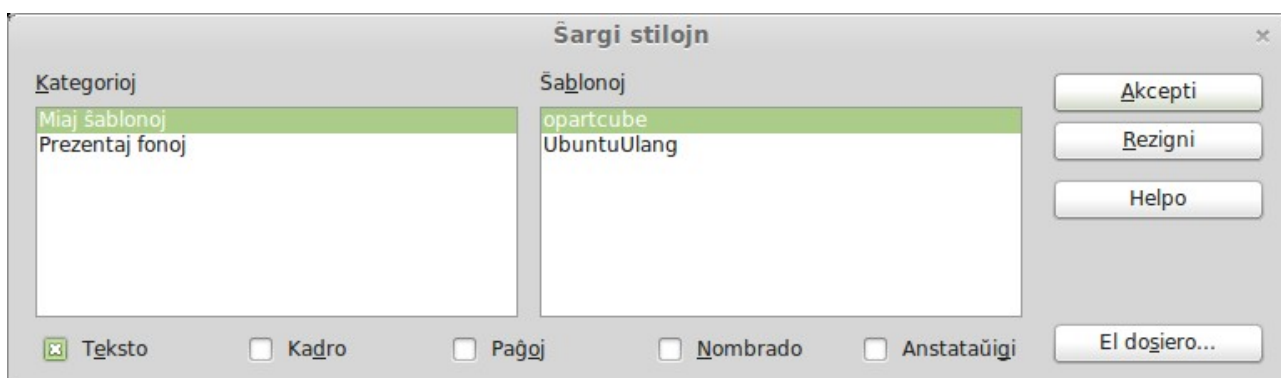 Ŝargi stilojn
Kategorioj
Miaj ŝablonoj
Prezentaj fonoj
Ŝablonoj
opartcube
UbuntuUlang
Akcepti
Rezigni
Helpo
Teksto Kadro Paĝoj Nombrado Anstataŭigi
El dosiero...